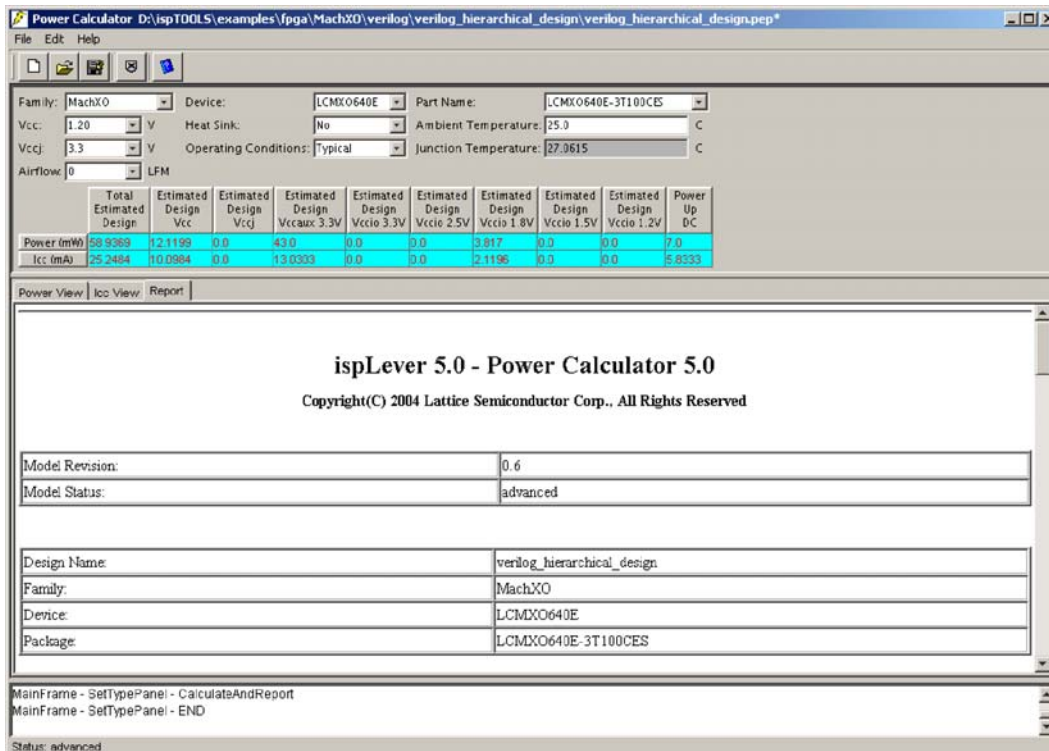 Power Calculator D:\ispTOOLS\examples\fpga\MachXO\verilog\verilog_hierarchical_design\verilog_hierarchical_design.pep*
File Edit Help
Family: MachXO Device: LCMXO640E Part Name: LCMXO640E-3T100CES
Vcc: 1.20 V Heat Sink: No Ambient Temperature: 25.0 C
Vccj: 3.3 V Operating Conditions: Typical Junction Temperature: 27.0615 C
Airflow: 0 LFM
Total Estimated Estimated Estimated Estimated Estimated Estimated Estimated Estimated Power
Estimated Design Design Design Design Design Design Design Design Up
Design Vcc Vccj Vccaux 3.3V Vccio 3.3V Vccio 2.5V Vccio 1.8V Vccio 1.5V Vccio 1.2V DC
Power (mW) 58.9369 12.1199 0.0 43.0 0.0 0.0 3.817 0.0 0.0 7.0
Icc (mA) 25.2484 10.0984 0.0 13.0303 0.0 0.0 2.1196 0.0 0.0 5.8333
Power View Icc View Report
ispLever 5.0 - Power Calculator 5.0
Copyright(C) 2004 Lattice Semiconductor Corp., All Rights Reserved
Model Revision: 0.6
Model Status: advanced
Design Name: verilog_hierarchical_design
Family: MachXO
Device: LCMXO640E
Package: LCMXO640E-3T100CES
MainFrame - SetTypePanel - CalculateAndReport
MainFrame - SetTypePanel - END
Status: advanced